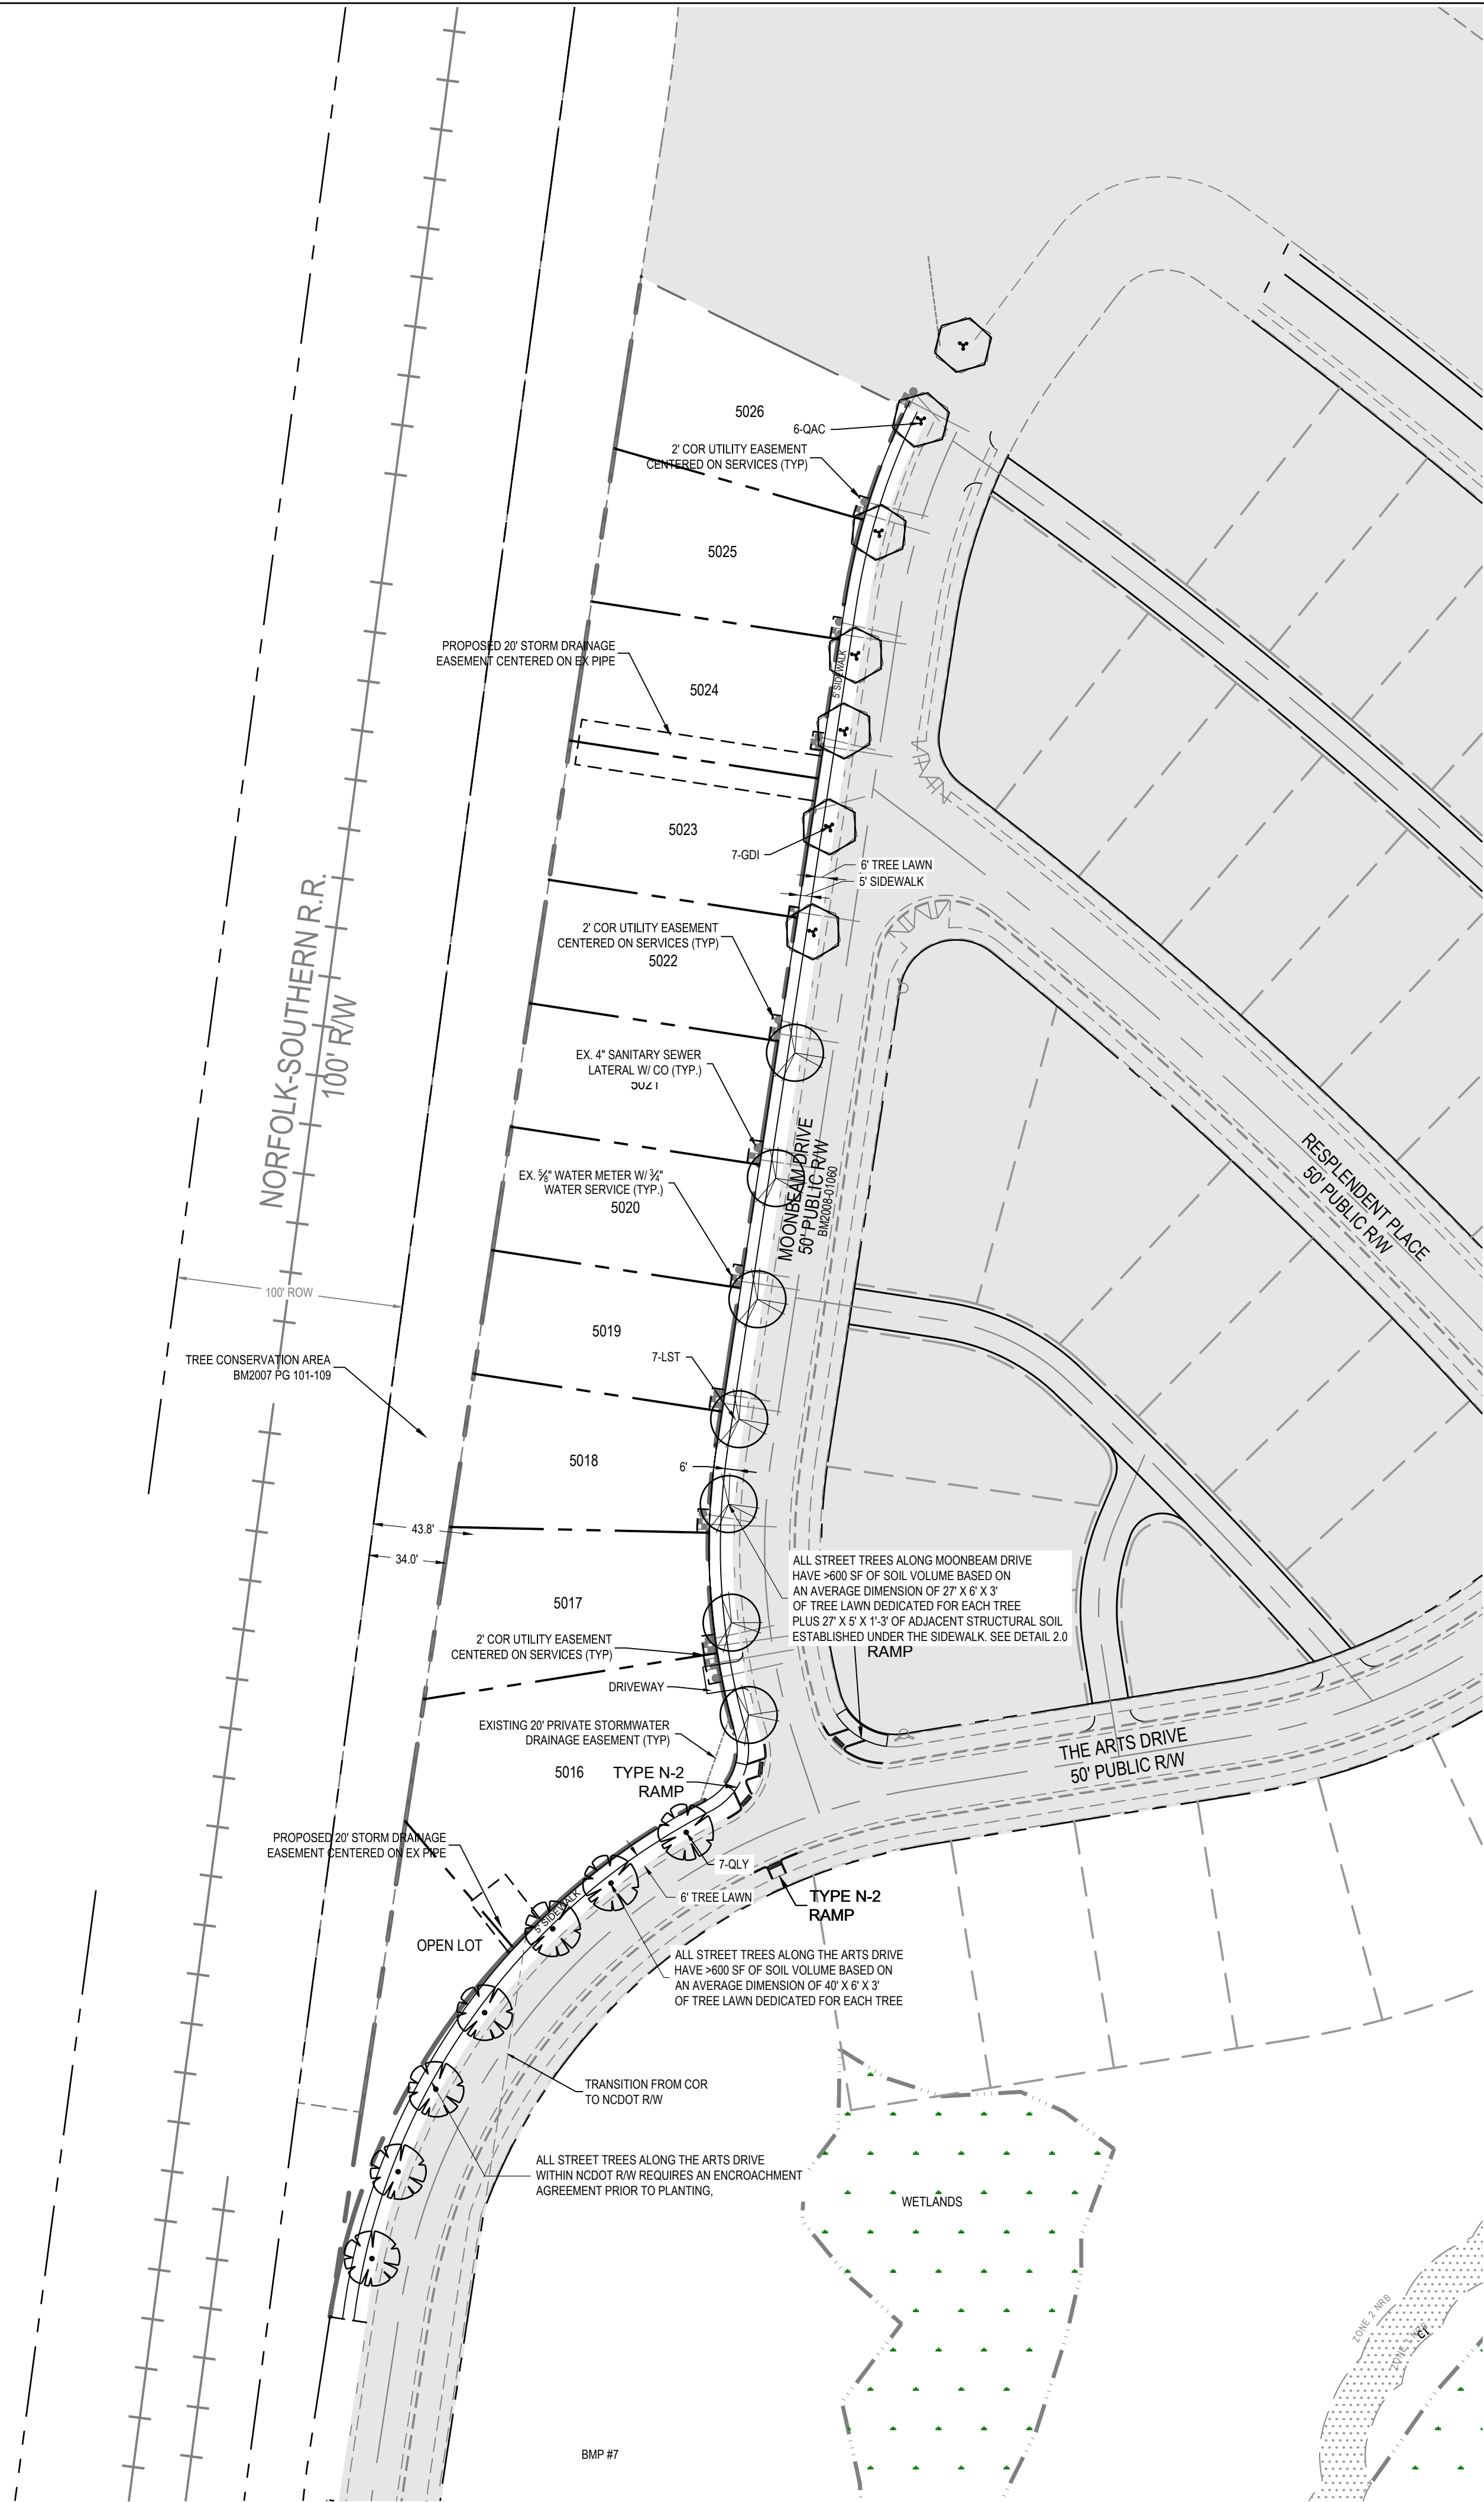 5026
6-QAC
2' COR UTILITY EASEMENT
CENTERED ON SERVICES (TYP)
5025
PROPOSED 20' STORM DRAINAGE
EASEMENT CENTERED ON EX PIPE
5' SIDEWALK
5024
5023
7-GDI
6' TREE LAWN
5' SIDEWALK
NORFOLK-SOUTHERN R.R.
100' R/W
2' COR UTILITY EASEMENT
CENTERED ON SERVICES (TYP)
5022
EX. 4" SANITARY SEWER
LATERAL W/ CO (TYP.)
5021
EX. ⅝" WATER METER W/ ¾"
WATER SERVICE (TYP.)
5020
MOONBEAM DRIVE
50' PUBLIC R/W
BM2008-01060
RESPLENDENT PLACE
50' PUBLIC R/W
100' ROW
5019
7-LST
TREE CONSERVATION AREA
BM2007 PG 101-109
5018
6'
43.8'
34.0'
ALL STREET TREES ALONG MOONBEAM DRIVE
HAVE >600 SF OF SOIL VOLUME BASED ON
AN AVERAGE DIMENSION OF 27' X 6' X 3'
OF TREE LAWN DEDICATED FOR EACH TREE
PLUS 27' X 5' X 1'-3' OF ADJACENT STRUCTURAL SOIL
ESTABLISHED UNDER THE SIDEWALK. SEE DETAIL 2.0
RAMP
5017
2' COR UTILITY EASEMENT
CENTERED ON SERVICES (TYP)
DRIVEWAY
EXISTING 20' PRIVATE STORMWATER
DRAINAGE EASEMENT (TYP)
THE ARTS DRIVE
50' PUBLIC R/W
5016
TYPE N-2
RAMP
PROPOSED 20' STORM DRAINAGE
EASEMENT CENTERED ON EX PIPE
7-QLY
6' TREE LAWN
TYPE N-2
RAMP
5' SIDEWALK
OPEN LOT
ALL STREET TREES ALONG THE ARTS DRIVE
HAVE >600 SF OF SOIL VOLUME BASED ON
AN AVERAGE DIMENSION OF 40' X 6' X 3'
OF TREE LAWN DEDICATED FOR EACH TREE
TRANSITION FROM COR
TO NCDOT R/W
ALL STREET TREES ALONG THE ARTS DRIVE
WITHIN NCDOT R/W REQUIRES AN ENCROACHMENT
AGREEMENT PRIOR TO PLANTING,
WETLANDS
ZONE 2 NRB
BMP #7